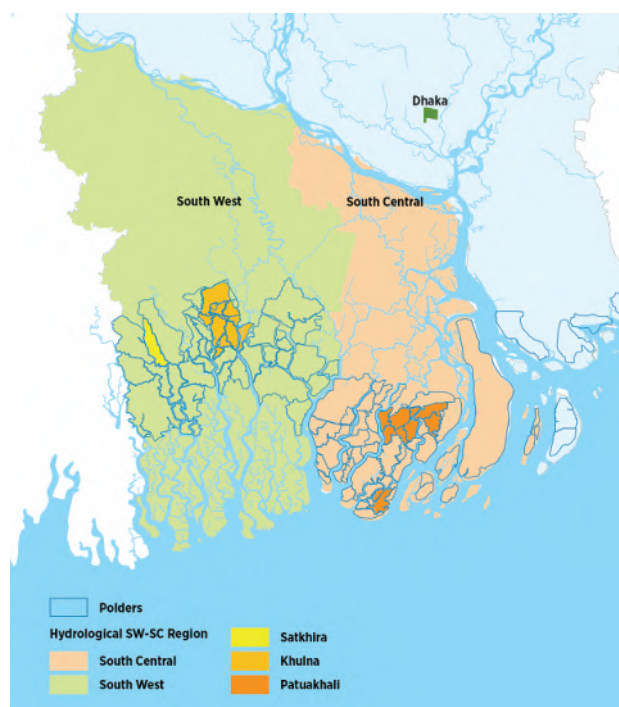 Dhaka
South West
South Central
Polders
Hydrological SW-SC Region
South Central
South West
Satkhira
Khulna
Patuakhali